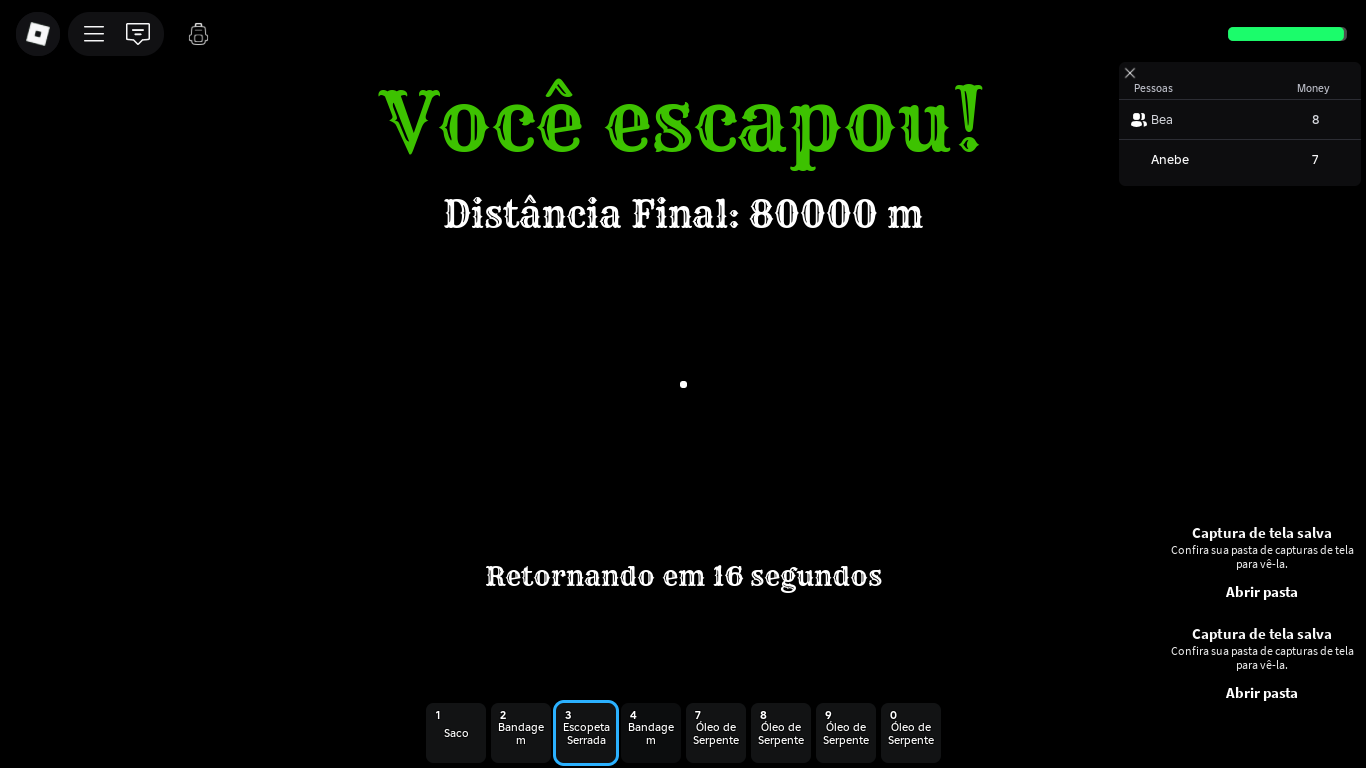 Você escapou!
Distância Final: 80000 m
Pessoas Money
Bea 8
Anebe 7
Retornando em 16 segundos
Captura de tela salva
Confira sua pasta de capturas de tela
para vê-la.
Abrir pasta
Captura de tela salva
Confira sua pasta de capturas de tela
para vê-la.
Abrir pasta
1
Saco
2
Bandage
m
3
Escopeta
Serrada
4
Bandage
m
7
Óleo de
Serpente
8
Óleo de
Serpente
9
Óleo de
Serpente
0
Óleo de
Serpente